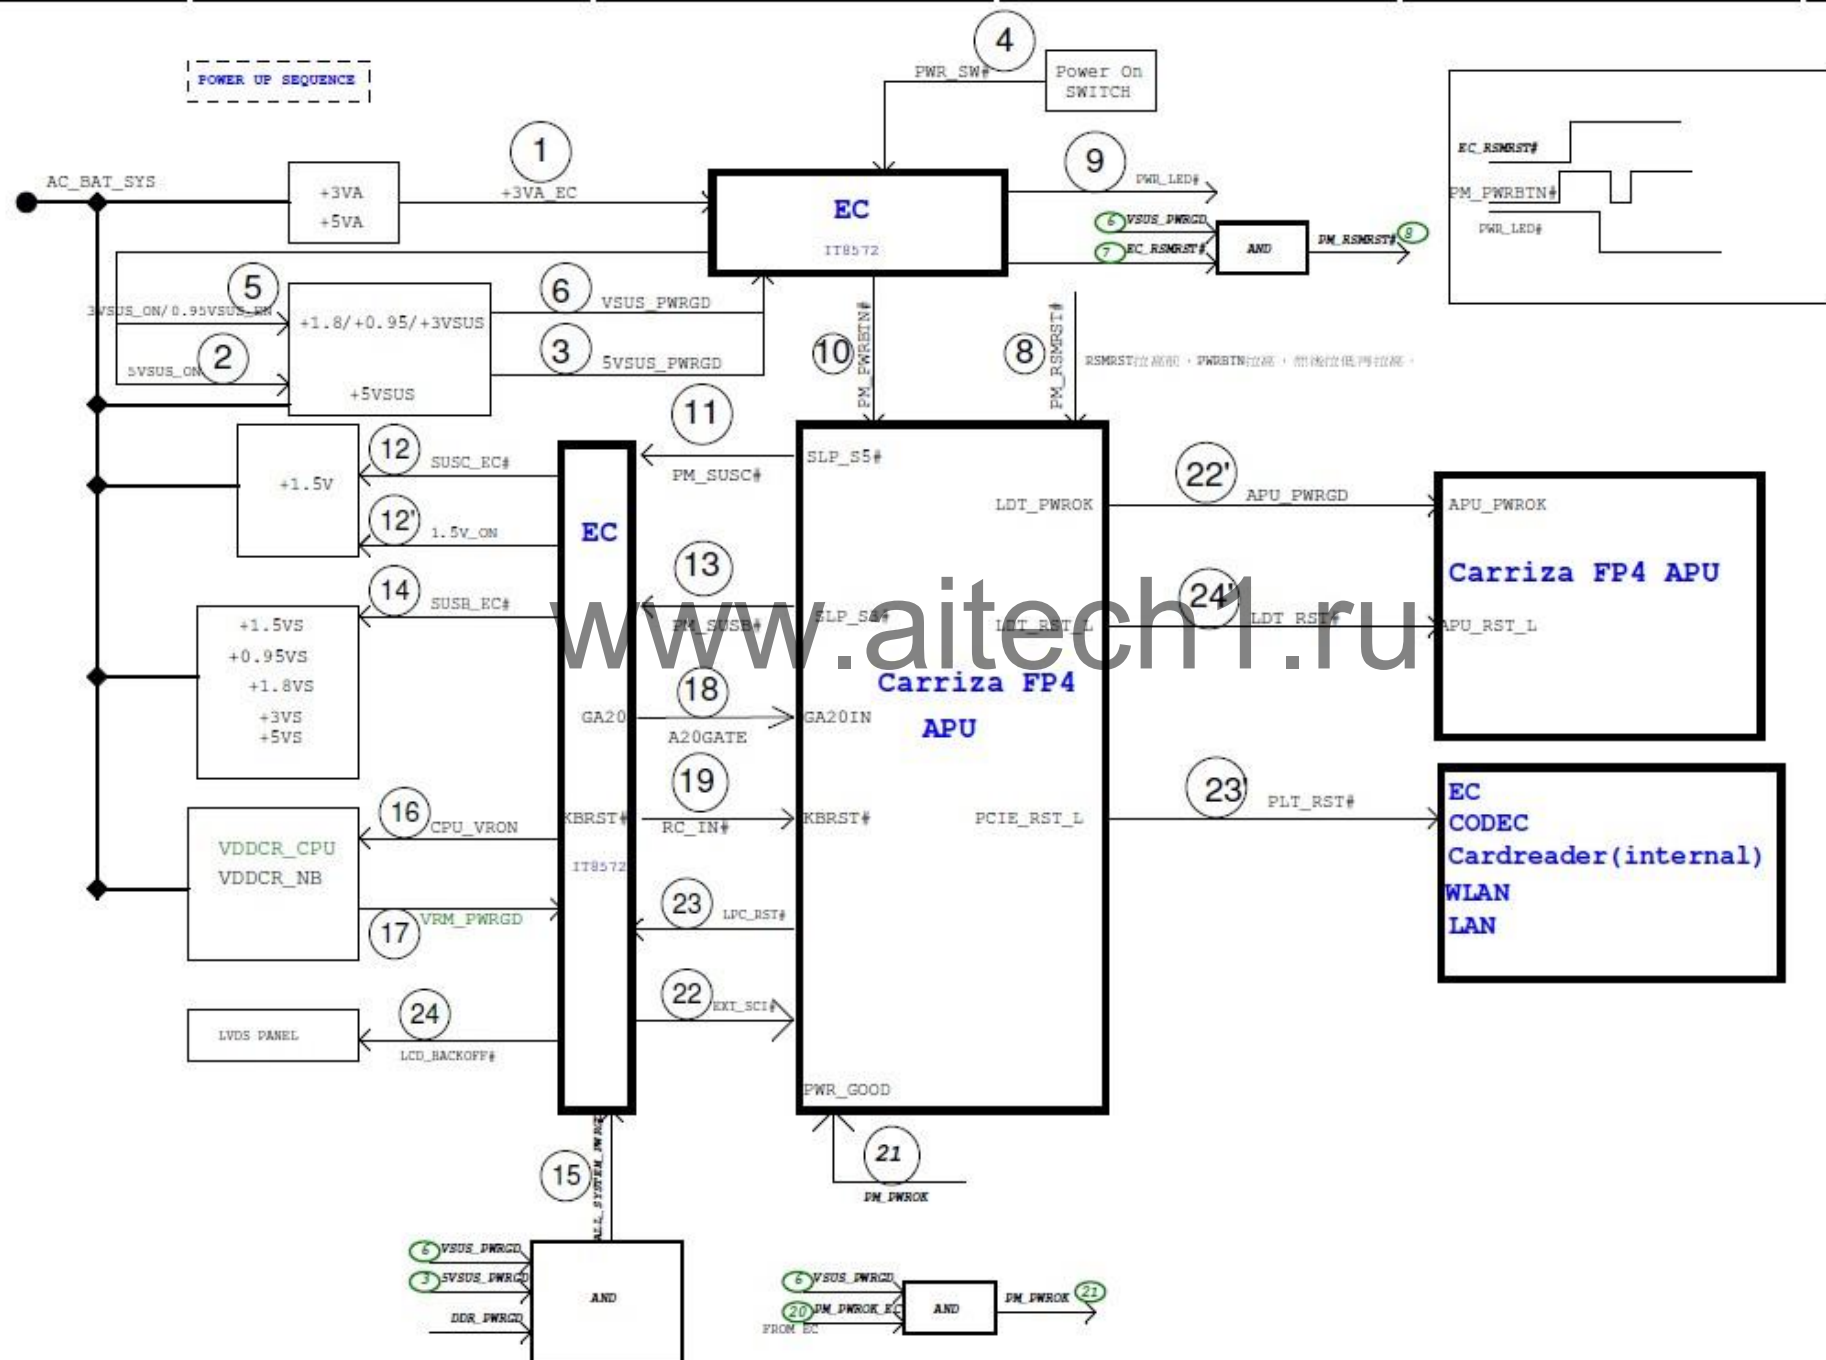 POWER UP SEQUENCE
4
PWR_SW#
Power On
SWITCH
1
9
AC_BAT_SYS
+3VA
+5VA
+3VA_EC
EC
IT8572
PWR_LED#
6
VSUS_PWRGD
7
EC_RSMRST#
AND
PM_RSMRST#
8
EC_RSMRST#
PM_PWRBTN#
PWR_LED#
5
3VSUS_ON/0.95VSUS_EN
2
5VSUS_ON
+1.8/+0.95/+3VSUS
+5VSUS
6
VSUS_PWRGD
3
5VSUS_PWRGD
10
PM_PWRBTN#
8
PM_RSMRST#
11
PM_SUSC#
SLP_S5#
+1.5V
12
SUSC_EC#
12'
1.5V_ON
EC
LDT_PWROK
22'
APU_PWRGD
APU_PWROK
Carriza FP4 APU
13
PM_SUSB#
SLP_S3#
14
SUSB_EC#
+1.5VS
+0.95VS
+1.8VS
+3VS
+5VS
LDT_RST_L
24'
LDT_RST#
APU_RST_L
www.aitech1.ru
Carriza FP4
APU
GA20
18
A20GATE
GA20IN
16
CPU_VRON
VDDCR_CPU
VDDCR_NB
17
VRM_PWRGD
KBRST#
IT8572
19
RC_IN#
KBRST#
PCIE_RST_L
23'
PLT_RST#
EC
CODEC
Cardreader(internal)
WLAN
LAN
23
LPC_RST#
22
EXT_SCI#
24
LCD_BACKOFF#
LVDS PANEL
PWR_GOOD
21
PM_PWROK
15
ALL_SYSTEM_PWRGD
6
VSUS_PWRGD
3
5VSUS_PWRGD
DDR_PWRGD
AND
6
VSUS_PWRGD
20
PM_PWROK_EC
FROM EC
AND
PM_PWROK
21